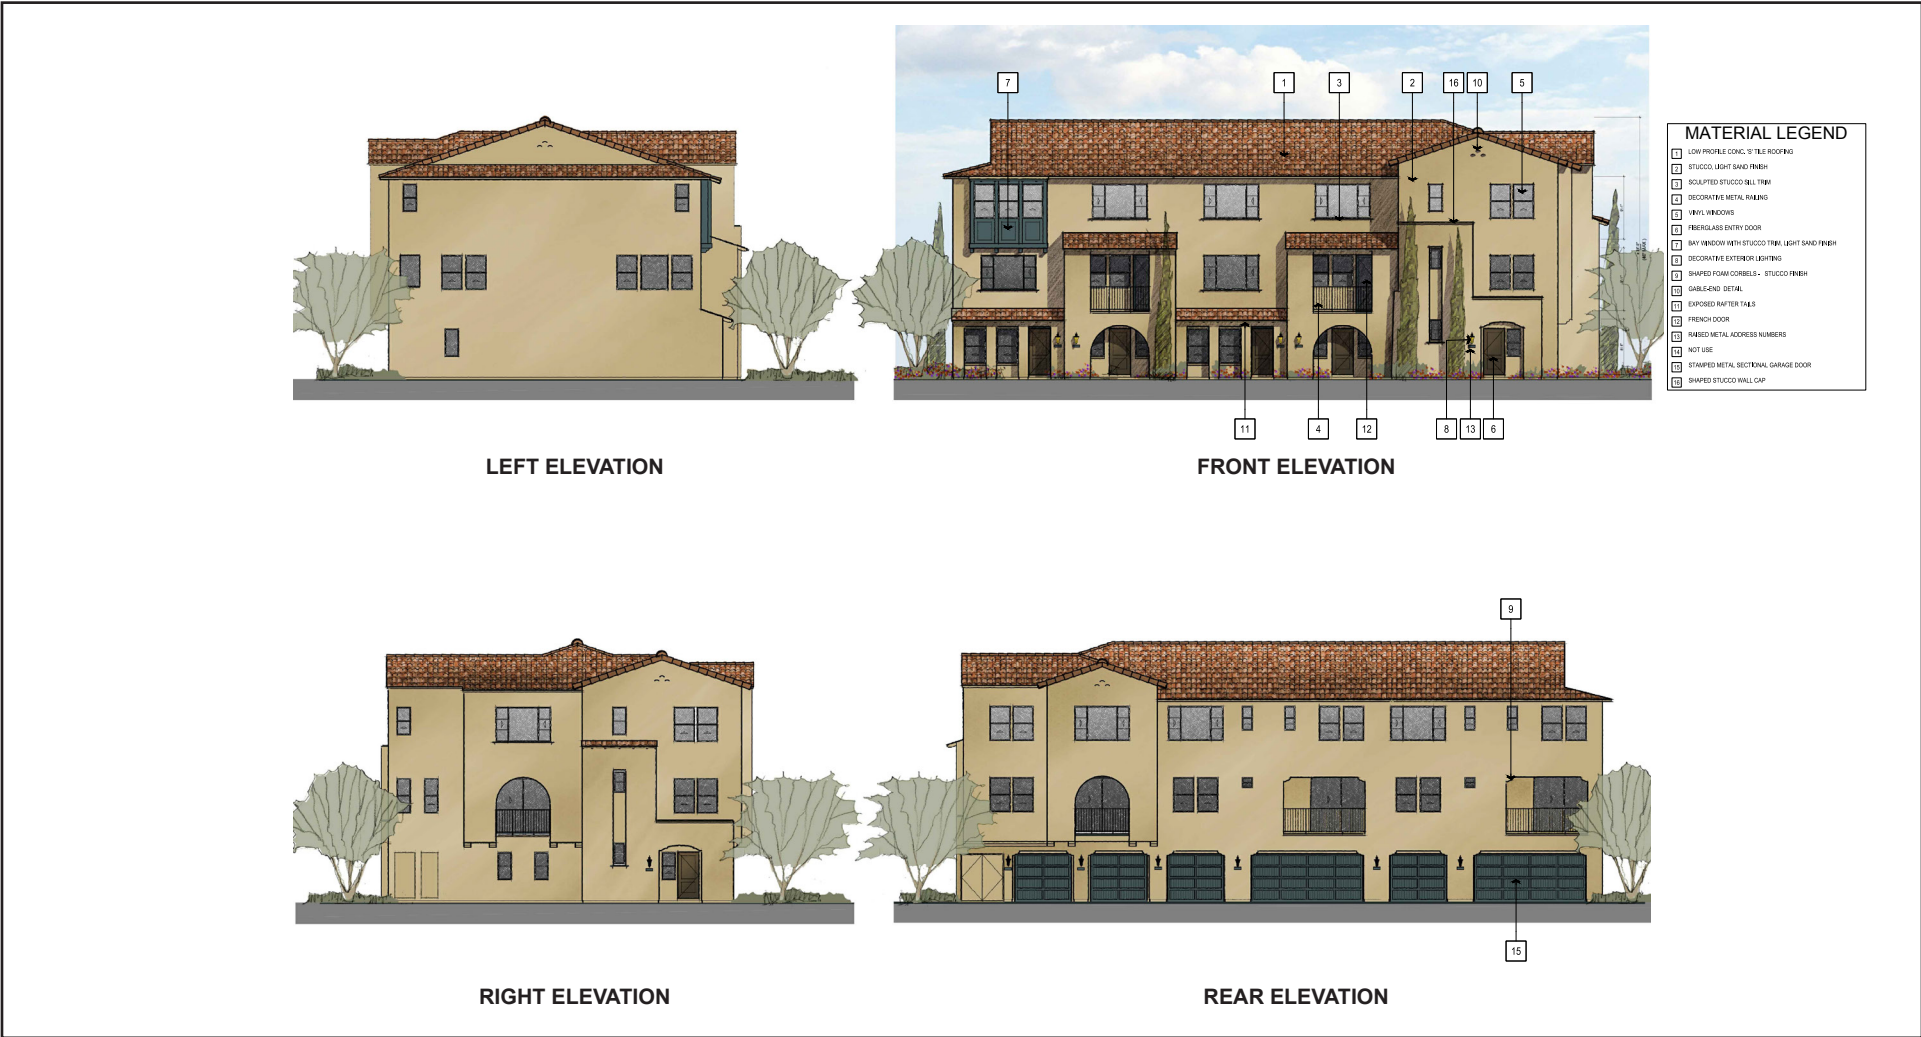 7
1
3
2
16
10
5
MATERIAL LEGEND
1 LOW PROFILE CONC. 'S' TILE ROOFING
2 STUCCO, LIGHT SAND FINISH
3 SCULPTED STUCCO SILL TRIM
4 DECORATIVE METAL RAILING
5 VINYL WINDOWS
6 FIBERGLASS ENTRY DOOR
7 BAY WINDOW WITH STUCCO TRIM, LIGHT SAND FINISH
8 DECORATIVE EXTERIOR LIGHTING
9 SHAPED FOAM CORBELS - STUCCO FINISH
10 GABLE-END DETAIL
11 EXPOSED RAFTER TAILS
12 FRENCH DOOR
13 RAISED METAL ADDRESS NUMBERS
14 NOT USE
15 STAMPED METAL SECTIONAL GARAGE DOOR
16 SHAPED STUCCO WALL CAP
11
4
12
8
13
6
LEFT ELEVATION
FRONT ELEVATION
9
15
RIGHT ELEVATION
REAR ELEVATION